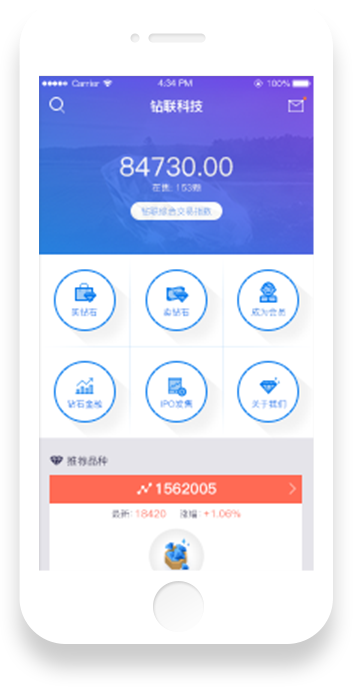 Carrier 4:34 PM 100%
钻联科技
84730.00
在售: 153颗
钻联综合交易指数
买钻石 卖钻石 成为会员
钻石金融 IPO发售 关于我们
推荐品种
1562005
最新: 18420 涨幅: +1.06%